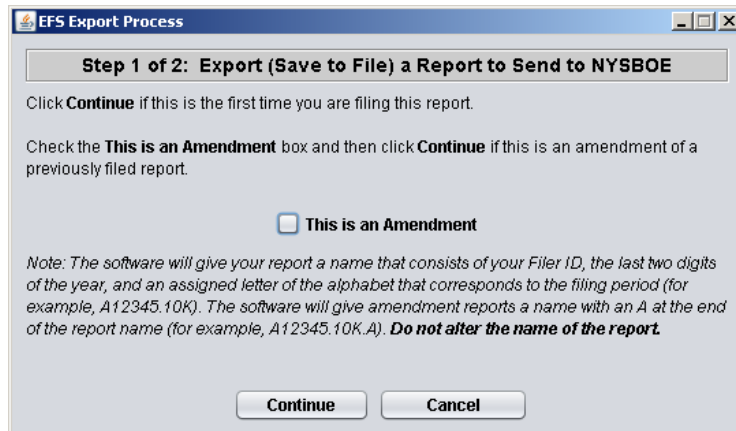 EFS Export Process
Step 1 of 2: Export (Save to File) a Report to Send to NYSBOE
Click Continue if this is the first time you are filing this report.
Check the This is an Amendment box and then click Continue if this is an amendment of a
previously filed report.
This is an Amendment
Note: The software will give your report a name that consists of your Filer ID, the last two digits
of the year, and an assigned letter of the alphabet that corresponds to the filing period (for
example, A12345.10K). The software will give amendment reports a name with an A at the end
of the report name (for example, A12345.10K.A). Do not alter the name of the report.
Continue Cancel